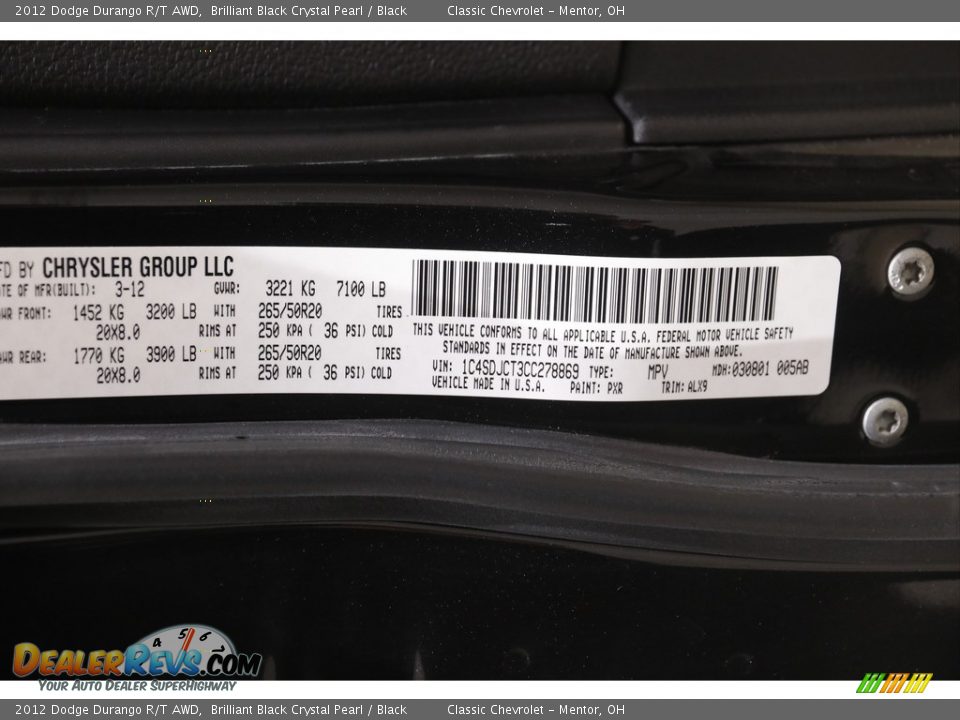 2012 Dodge Durango R/T AWD,  Brilliant Black Crystal Pearl / Black        Classic Chevrolet – Mentor, OH
FD BY CHRYSLER GROUP LLC
TE OF MFR(BUILT): 3-12 GVWR: 3221 KG 7100 LB
WR FRONT: 1452 KG 3200 LB WITH 265/50R20 TIRES
20X8.0 RIMS AT 250 KPA ( 36 PSI) COLD
WR REAR: 1770 KG 3900 LB WITH 265/50R20 TIRES
20X8.0 RIMS AT 250 KPA ( 36 PSI) COLD
THIS VEHICLE CONFORMS TO ALL APPLICABLE U.S.A. FEDERAL MOTOR VEHICLE SAFETY
STANDARDS IN EFFECT ON THE DATE OF MANUFACTURE SHOWN ABOVE.
VIN: 1C4SDJCT3CC278869 TYPE: MPV MDH:030801 005AB
VEHICLE MADE IN U.S.A. PAINT: PXR TRIM: ALX9
4 5 6
DealerRevs.com
Your Auto Dealer SuperHighway
2012 Dodge Durango R/T AWD,  Brilliant Black Crystal Pearl / Black        Classic Chevrolet – Mentor, OH